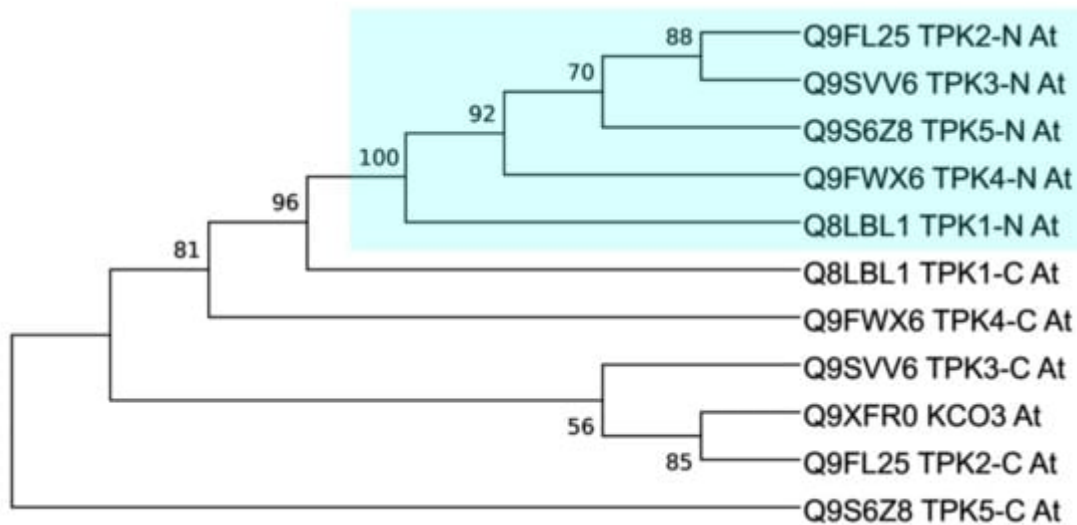 88
Q9FL25 TPK2-N At
70
Q9SVV6 TPK3-N At
92
Q9S6Z8 TPK5-N At
100
Q9FWX6 TPK4-N At
96
Q8LBL1 TPK1-N At
81
Q8LBL1 TPK1-C At
Q9FWX6 TPK4-C At
Q9SVV6 TPK3-C At
56
Q9XFR0 KCO3 At
85
Q9FL25 TPK2-C At
Q9S6Z8 TPK5-C At